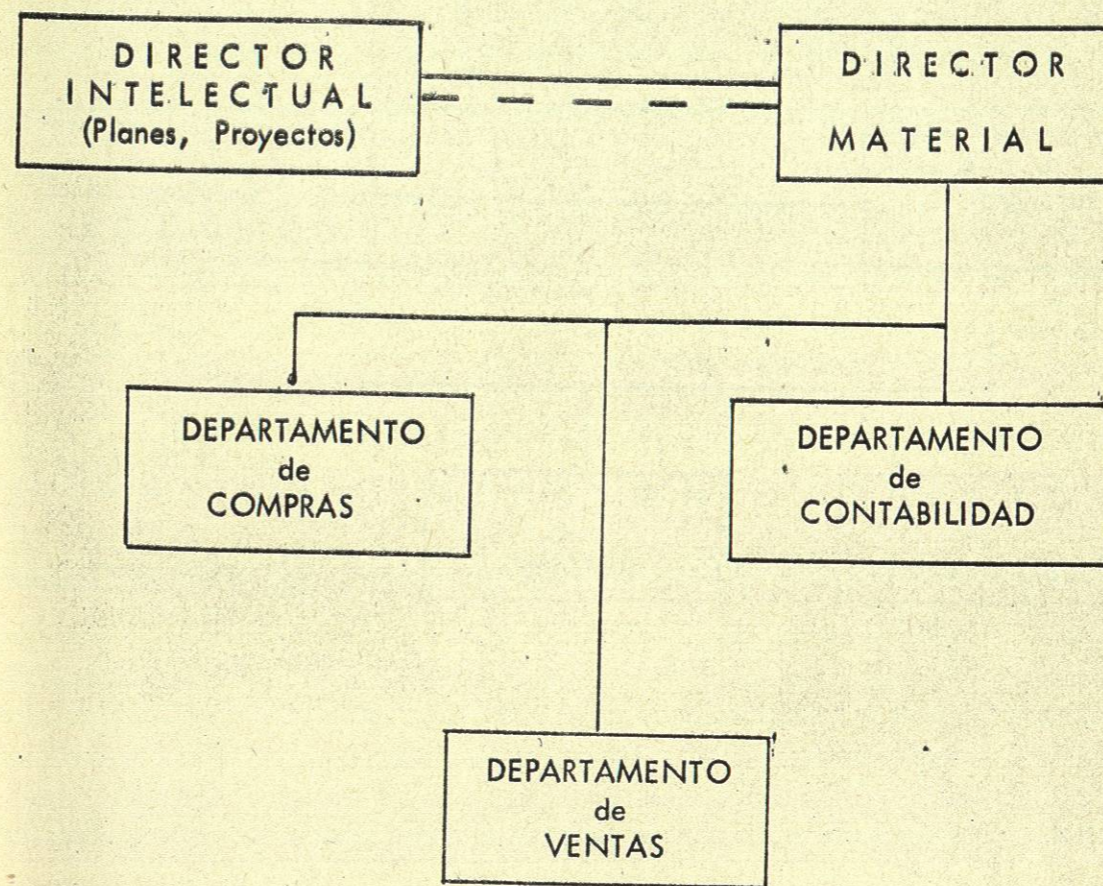 DIRECTOR
INTELECTUAL
(Planes, Proyectos)
DIRECTOR
MATERIAL
DEPARTAMENTO
de
COMPRAS
DEPARTAMENTO
de
CONTABILIDAD
DEPARTAMENTO
de
VENTAS